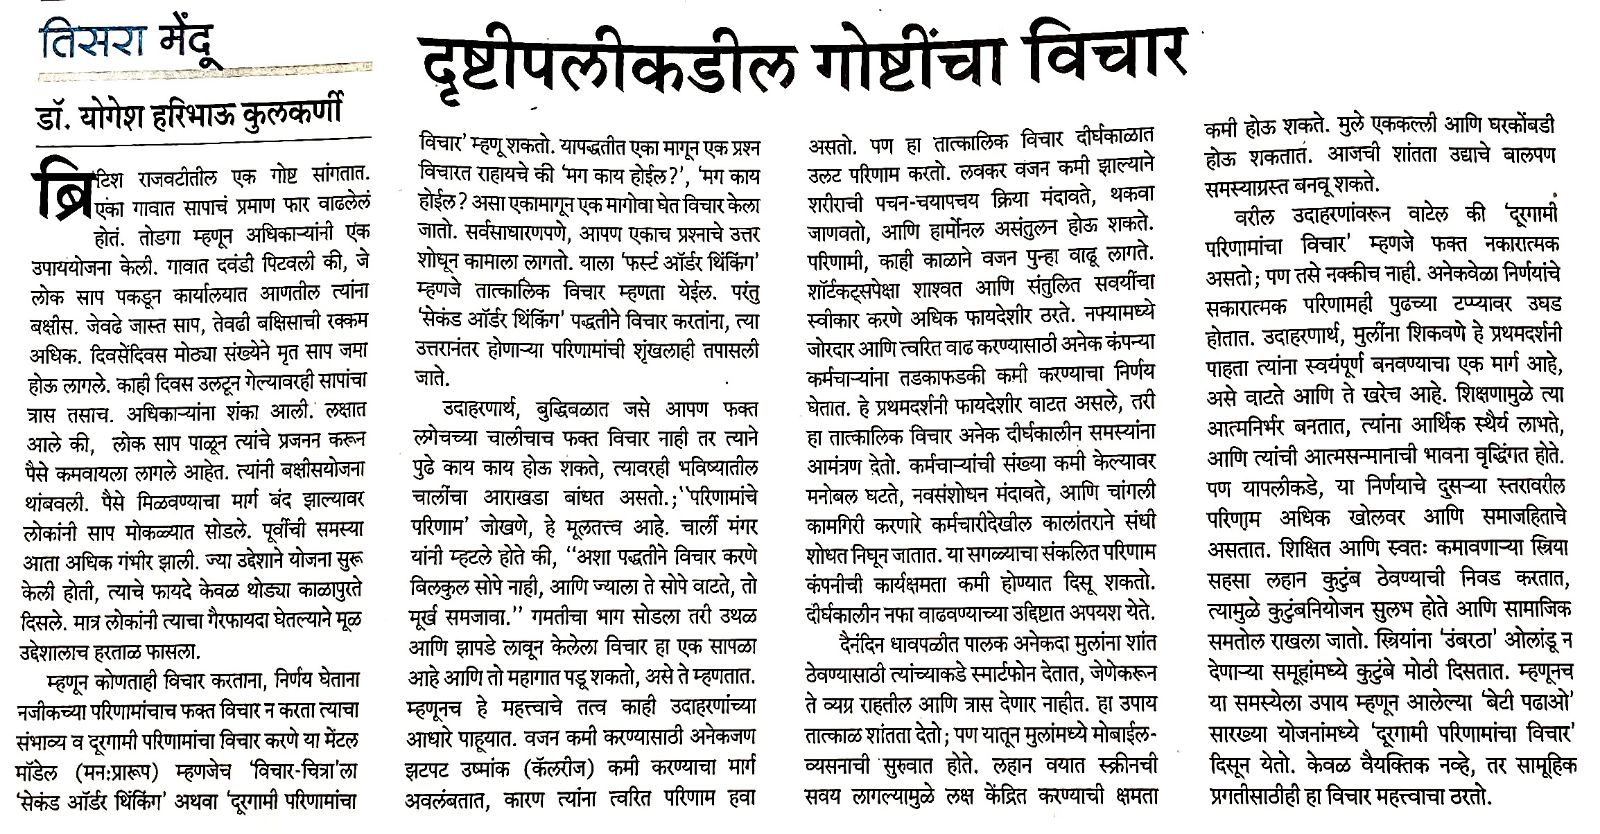 तिसरा मेंदू
दृष्टीपलीकडील गोष्टींचा विचार
डॉ. योगेश हरिभाऊ कुलकर्णी
ब्रिटिश राजवटीतील एक गोष्ट सांगतात.
एका गावात सापाचं प्रमाण फार वाढलेलं
होतं. तोडगा म्हणून अधिकाऱ्यांनी एक
उपाययोजना केली. गावात दवंडी पिटवली की, जे
लोक साप पकडून कार्यालयात आणतील त्यांना
बक्षीस. जेवढे जास्त साप, तेवढी बक्षिसाची रक्कम
अधिक. दिवसेंदिवस मोठ्या संख्येने मृत साप जमा
होऊ लागले. काही दिवस उलटून गेल्यावरही सापांचा
त्रास तसाच. अधिकाऱ्यांना शंका आली. लक्षात
आले की, लोक साप पाळून त्यांचे प्रजनन करून
पैसे कमवायला लागले आहेत. त्यांनी बक्षीसयोजना
थांबवली. पैसे मिळवण्याचा मार्ग बंद झाल्यावर
लोकांनी साप मोकळ्यात सोडले. पूर्वीची समस्या
आता अधिक गंभीर झाली. ज्या उद्देशाने योजना सुरू
केली होती, त्याचे फायदे केवळ थोड्या काळापुरते
दिसले. मात्र लोकांनी त्याचा गैरफायदा घेतल्याने मूळ
उद्देशालाच हरताळ फासला.
म्हणून कोणताही विचार करताना, निर्णय घेताना
नजीकच्या परिणामांचाच फक्त विचार न करता त्याचा
संभाव्य व दूरगामी परिणामांचा विचार करणे या मेंटल
मॉडेल (मन:प्रारूप) म्हणजेच 'विचार-चित्रा'ला
'सेकंड ऑर्डर थिंकिंग' अथवा 'दूरगामी परिणामांचा
विचार' म्हणू शकतो. यापद्धतीत एका मागून एक प्रश्न
विचारत राहायचे की 'मग काय होईल?', 'मग काय
होईल? असा एकामागून एक मागोवा घेत विचार केला
जातो. सर्वसाधारणपणे, आपण एकाच प्रश्नाचे उत्तर
शोधून कामाला लागतो. याला 'फर्स्ट ऑर्डर थिंकिंग'
म्हणजे तात्कालिक विचार म्हणता येईल. परंतु
'सेकंड ऑर्डर थिंकिंग' पद्धतीने विचार करतांना, त्या
उत्तरानंतर होणाऱ्या परिणामांची शृंखलाही तपासली
जाते.
उदाहरणार्थ, बुद्धिबळात जसे आपण फक्त
लगेचच्या चालीचाच फक्त विचार नाही तर त्याने
पुढे काय काय होऊ शकते, त्यावरही भविष्यातील
चालींचा आराखडा बांधत असतो.;"परिणामांचे
परिणाम' जोखणे, हे मूलतत्त्व आहे. चार्ली मंगर
यांनी म्हटले होते की, "अशा पद्धतीने विचार करणे
बिलकुल सोपे नाही, आणि ज्याला ते सोपे वाटते, तो
मूर्ख समजावा." गमतीचा भाग सोडला तरी उथळ
आणि झापडे लावून केलेला विचार हा एक सापळा
आहे आणि तो महागात पडू शकतो, असे ते म्हणतात.
म्हणूनच हे महत्त्वाचे तत्व काही उदाहरणांच्या
आधारे पाहूयात. वजन कमी करण्यासाठी अनेकजण
झटपट उष्मांक (कॅलरीज) कमी करण्याचा मार्ग
अवलंबतात, कारण त्यांना त्वरित परिणाम हवा
असतो. पण हा तात्कालिक विचार दीर्घकाळात
उलट परिणाम करतो. लवकर वजन कमी झाल्याने
शरीराची पचन-चयापचय क्रिया मंदावते, थकवा
जाणवतो, आणि हार्मोनल असंतुलन होऊ शकते.
परिणामी, काही काळाने वजन पुन्हा वाढू लागते.
शॉर्टकट्सपेक्षा शाश्वत आणि संतुलित सवयींचा
स्वीकार करणे अधिक फायदेशीर ठरते. नफ्यामध्ये
जोरदार आणि त्वरित वाढ करण्यासाठी अनेक कंपन्या
कर्मचाऱ्यांना तडकाफडकी कमी करण्याचा निर्णय
घेतात. हे प्रथमदर्शनी फायदेशीर वाटत असले, तरी
हा तात्कालिक विचार अनेक दीर्घकालीन समस्यांना
आमंत्रण देतो. कर्मचाऱ्यांची संख्या कमी केल्यावर
मनोबल घटते, नवसंशोधन मंदावते, आणि चांगली
कामगिरी करणारे कर्मचारीदेखील कालांतराने संधी
शोधत निघून जातात. या सगळ्याचा संकलित परिणाम
कंपनीची कार्यक्षमता कमी होण्यात दिसू शकतो.
दीर्घकालीन नफा वाढवण्याच्या उद्दिष्टात अपयश येते.
दैनंदिन धावपळीत पालक अनेकदा मुलांना शांत
ठेवण्यासाठी त्यांच्याकडे स्मार्टफोन देतात, जेणेकरून
ते व्यग्र राहतील आणि त्रास देणार नाहीत. हा उपाय
तात्काळ शांतता देतो; पण यातून मुलांमध्ये मोबाईल-
व्यसनाची सुरुवात होते. लहान वयात स्क्रीनची
सवय लागल्यामुळे लक्ष केंद्रित करण्याची क्षमता
कमी होऊ शकते. मुले एककल्ली आणि घरकोंबडी
होऊ शकतात. आजची शांतता उद्याचे बालपण
समस्याग्रस्त बनवू शकते.
वरील उदाहरणांवरून वाटेल की 'दूरगामी
परिणामांचा विचार' म्हणजे फक्त नकारात्मक
असतो; पण तसे नक्कीच नाही. अनेकवेळा निर्णयांचे
सकारात्मक परिणामही पुढच्या टप्प्यावर उघड
होतात. उदाहरणार्थ, मुलींना शिकवणे हे प्रथमदर्शनी
पाहता त्यांना स्वयंपूर्ण बनवण्याचा एक मार्ग आहे,
असे वाटते आणि ते खरेच आहे. शिक्षणामुळे त्या
आत्मनिर्भर बनतात, त्यांना आर्थिक स्थैर्य लाभते,
आणि त्यांची आत्मसन्मानाची भावना वृद्धिंगत होते.
पण यापलीकडे, या निर्णयाचे दुसऱ्या स्तरावरील
परिणाम अधिक खोलवर आणि समाजहिताचे
असतात. शिक्षित आणि स्वतः कमावणाऱ्या स्त्रिया
सहसा लहान कुटुंब ठेवण्याची निवड करतात,
त्यामुळे कुटुंबनियोजन सुलभ होते आणि सामाजिक
समतोल राखला जातो. स्त्रियांना 'उंबरठा' ओलांडू न
देणाऱ्या समूहांमध्ये कुटुंबे मोठी दिसतात. म्हणूनच
या समस्येला उपाय म्हणून आलेल्या 'बेटी पढाओ'
सारख्या योजनांमध्ये 'दूरगामी परिणामांचा विचार'
दिसून येतो. केवळ वैयक्तिक नव्हे, तर सामूहिक
प्रगतीसाठीही हा विचार महत्त्वाचा ठरतो.